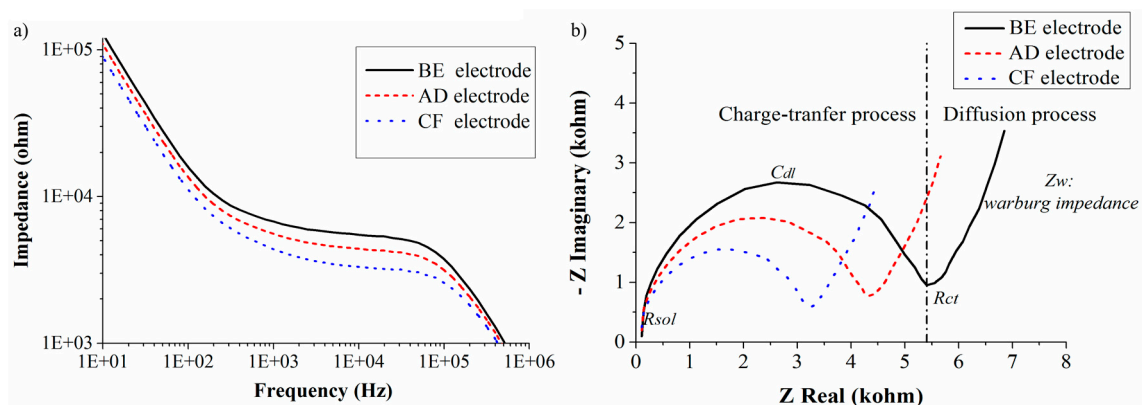 a)
1E+05
1E+04
1E+03
Impedance (ohm)
BE electrode
AD electrode
CF electrode
1E+01
1E+02
1E+03
1E+04
1E+05
1E+06
Frequency (Hz)
b)
BE electrode
AD electrode
CF electrode
5
4
3
2
1
0
- Z Imaginary (kohm)
Charge-tranfer process
Diffusion process
Cdl
Zw:
warburg impedance
Rsol
Rct
0
1
2
3
4
5
6
7
8
Z Real (kohm)